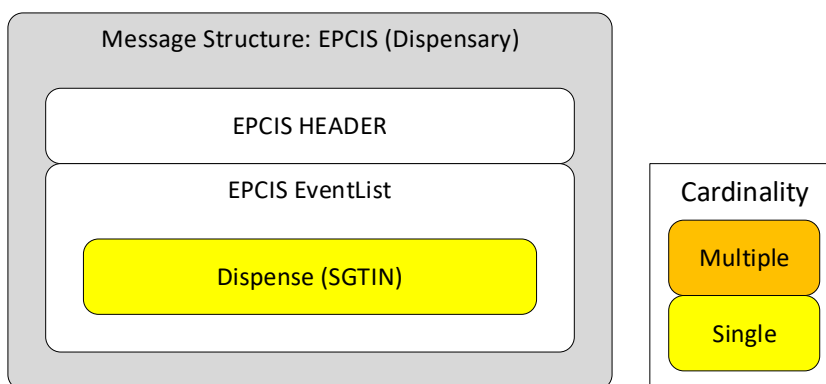 Message Structure: EPCIS (Dispensary)
EPCIS HEADER
EPCIS EventList
Dispense (SGTIN)
Cardinality
Multiple
Single